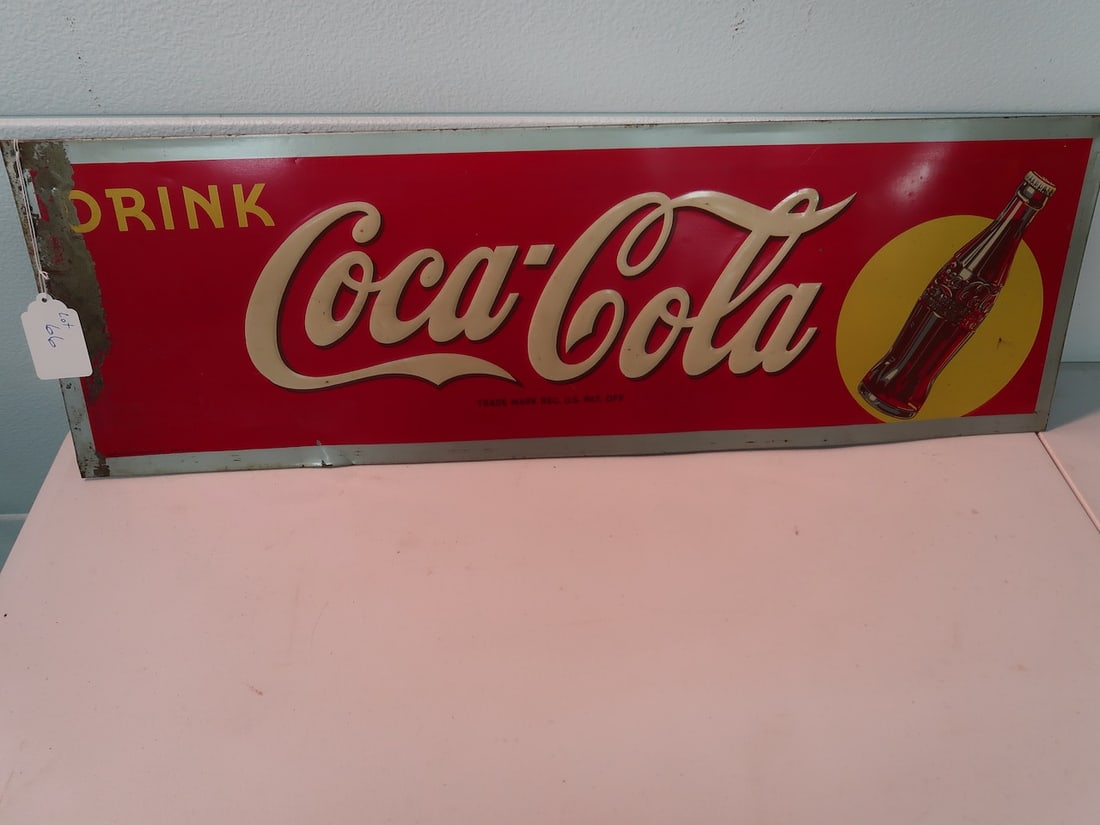 DRINK
Coca-Cola
TRADE MARK REG. U.S. PAT. OFF.
Lot
66